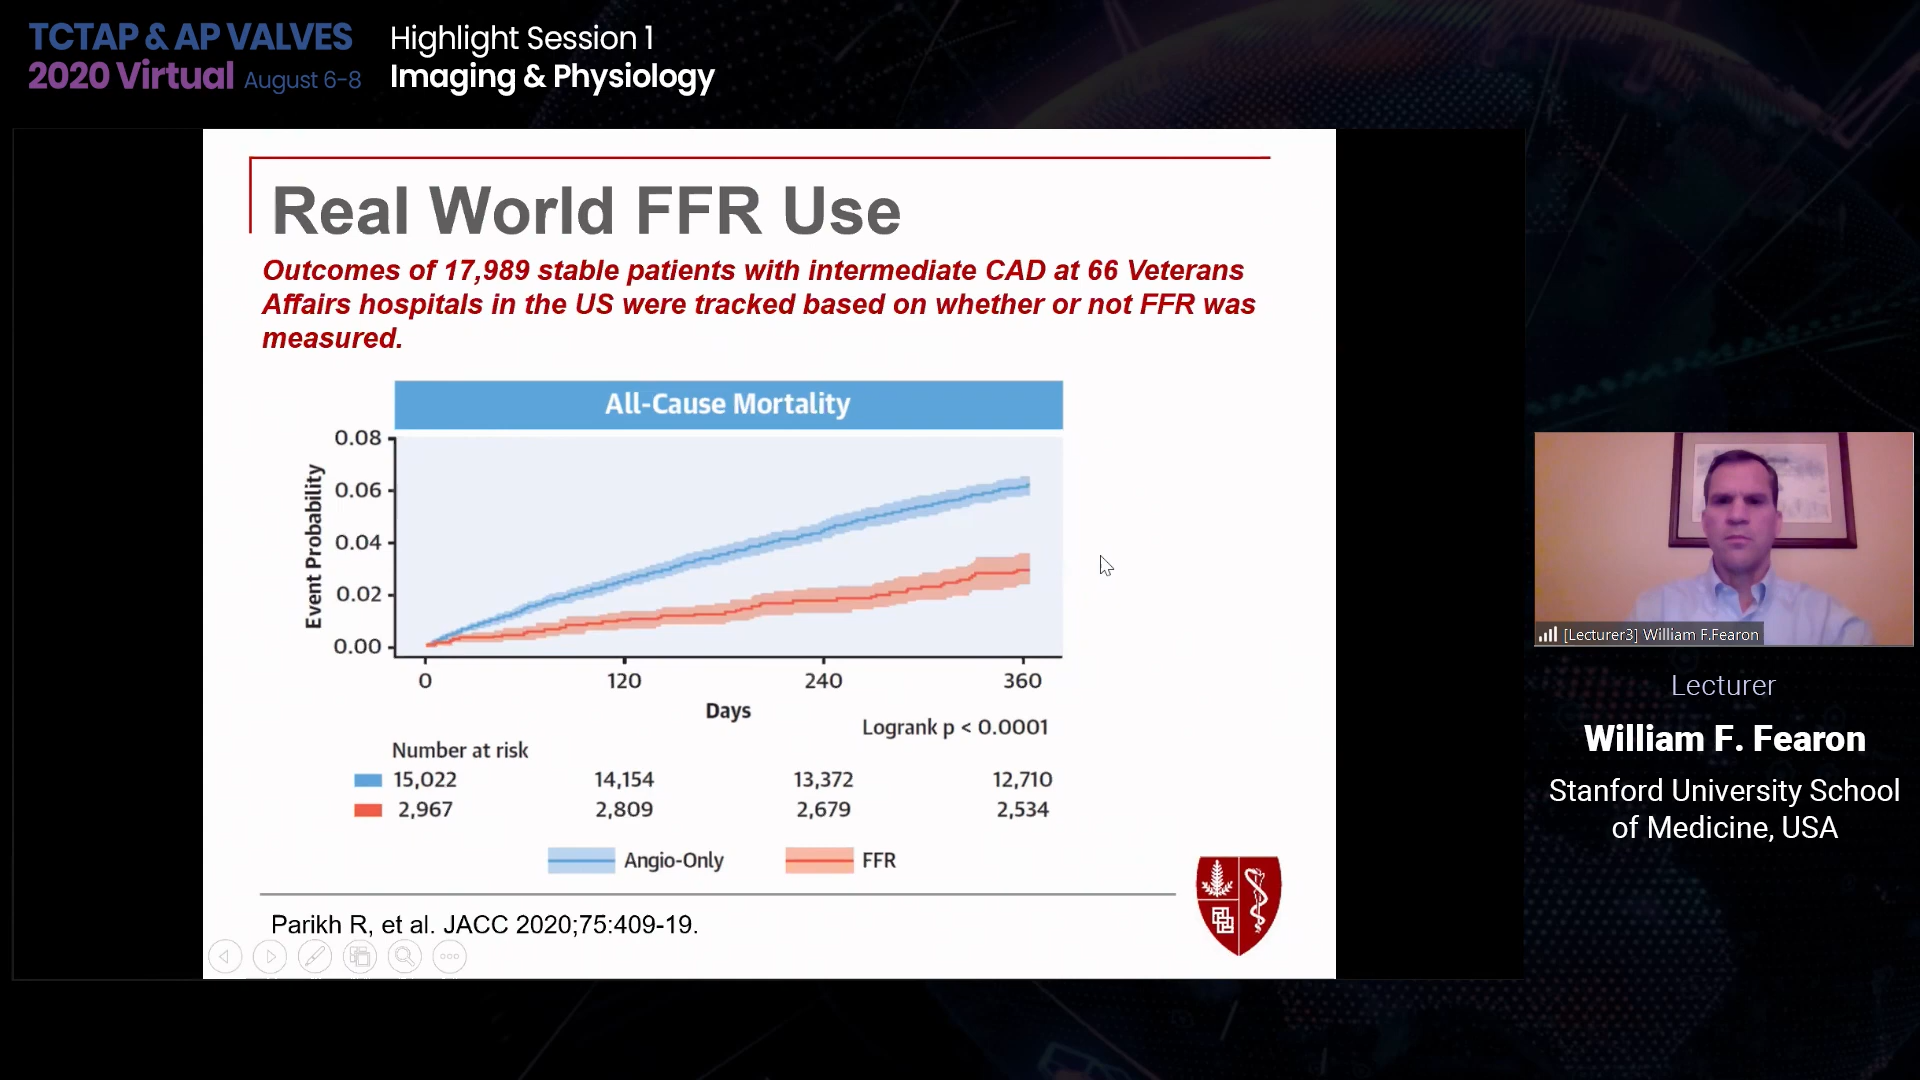 TCTAP & AP VALVES
2020 Virtual August 6-8
Highlight Session 1
Imaging & Physiology
Real World FFR Use
Outcomes of 17,989 stable patients with intermediate CAD at 66 Veterans
Affairs hospitals in the US were tracked based on whether or not FFR was
measured.
All-Cause Mortality
Event Probability
0.08
0.06
0.04
0.02
0.00
0 120 240 360
Days
Logrank p < 0.0001
Number at risk
15,022 14,154 13,372 12,710
2,967 2,809 2,679 2,534
Angio-Only FFR
Parikh R, et al. JACC 2020;75:409-19.
[Lecturer3] William F.Fearon
Lecturer
William F. Fearon
Stanford University School
of Medicine, USA